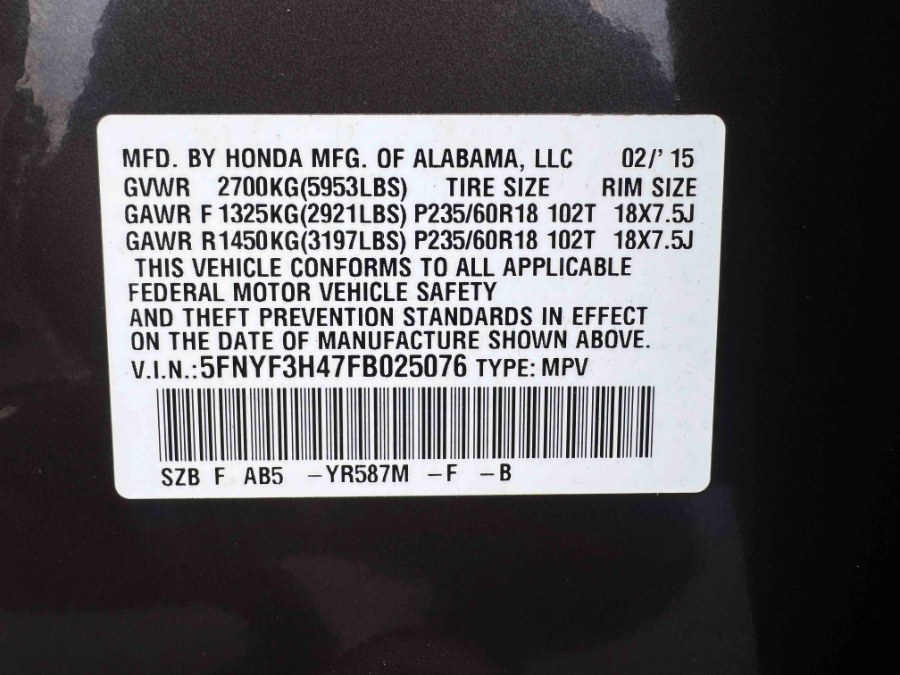 MFD. BY HONDA MFG. OF ALABAMA, LLC 02/' 15
GVWR 2700KG(5953LBS) TIRE SIZE RIM SIZE
GAWR F 1325KG(2921LBS) P235/60R18 102T 18X7.5J
GAWR R1450KG(3197LBS) P235/60R18 102T 18X7.5J
THIS VEHICLE CONFORMS TO ALL APPLICABLE
FEDERAL MOTOR VEHICLE SAFETY
AND THEFT PREVENTION STANDARDS IN EFFECT
ON THE DATE OF MANUFACTURE SHOWN ABOVE.
V.I.N.:5FNYF3H47FB025076 TYPE: MPV
SZB F AB5 –YR587M –F –B